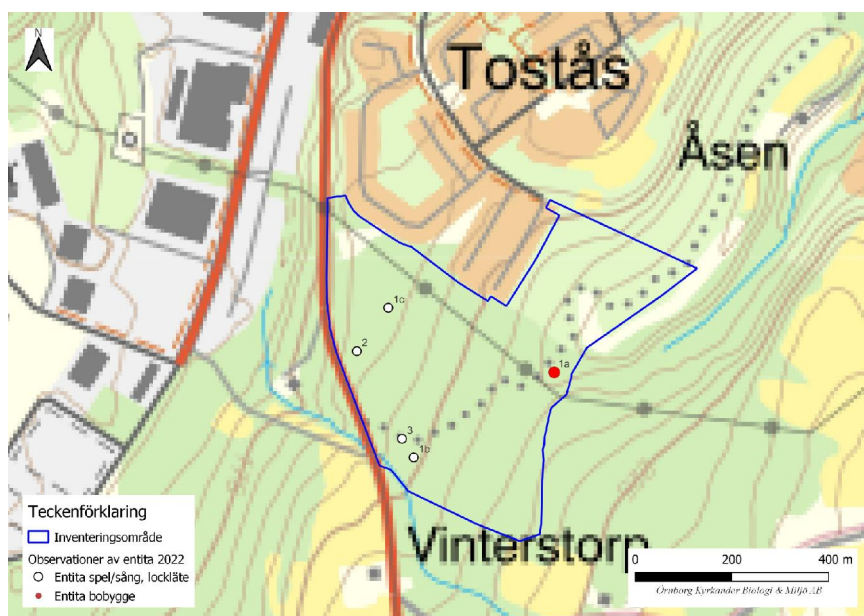 N
Tostås
Åsen
1c
2
1a
3
1b
Vinterstorp
Teckenförklaring
Inventeringsområde
Observationer av entita 2022
Entita spel/sång, lockläte
Entita bobygge
0 200 400 m
Örnborg Kyrkander Biologi & Miljö AB